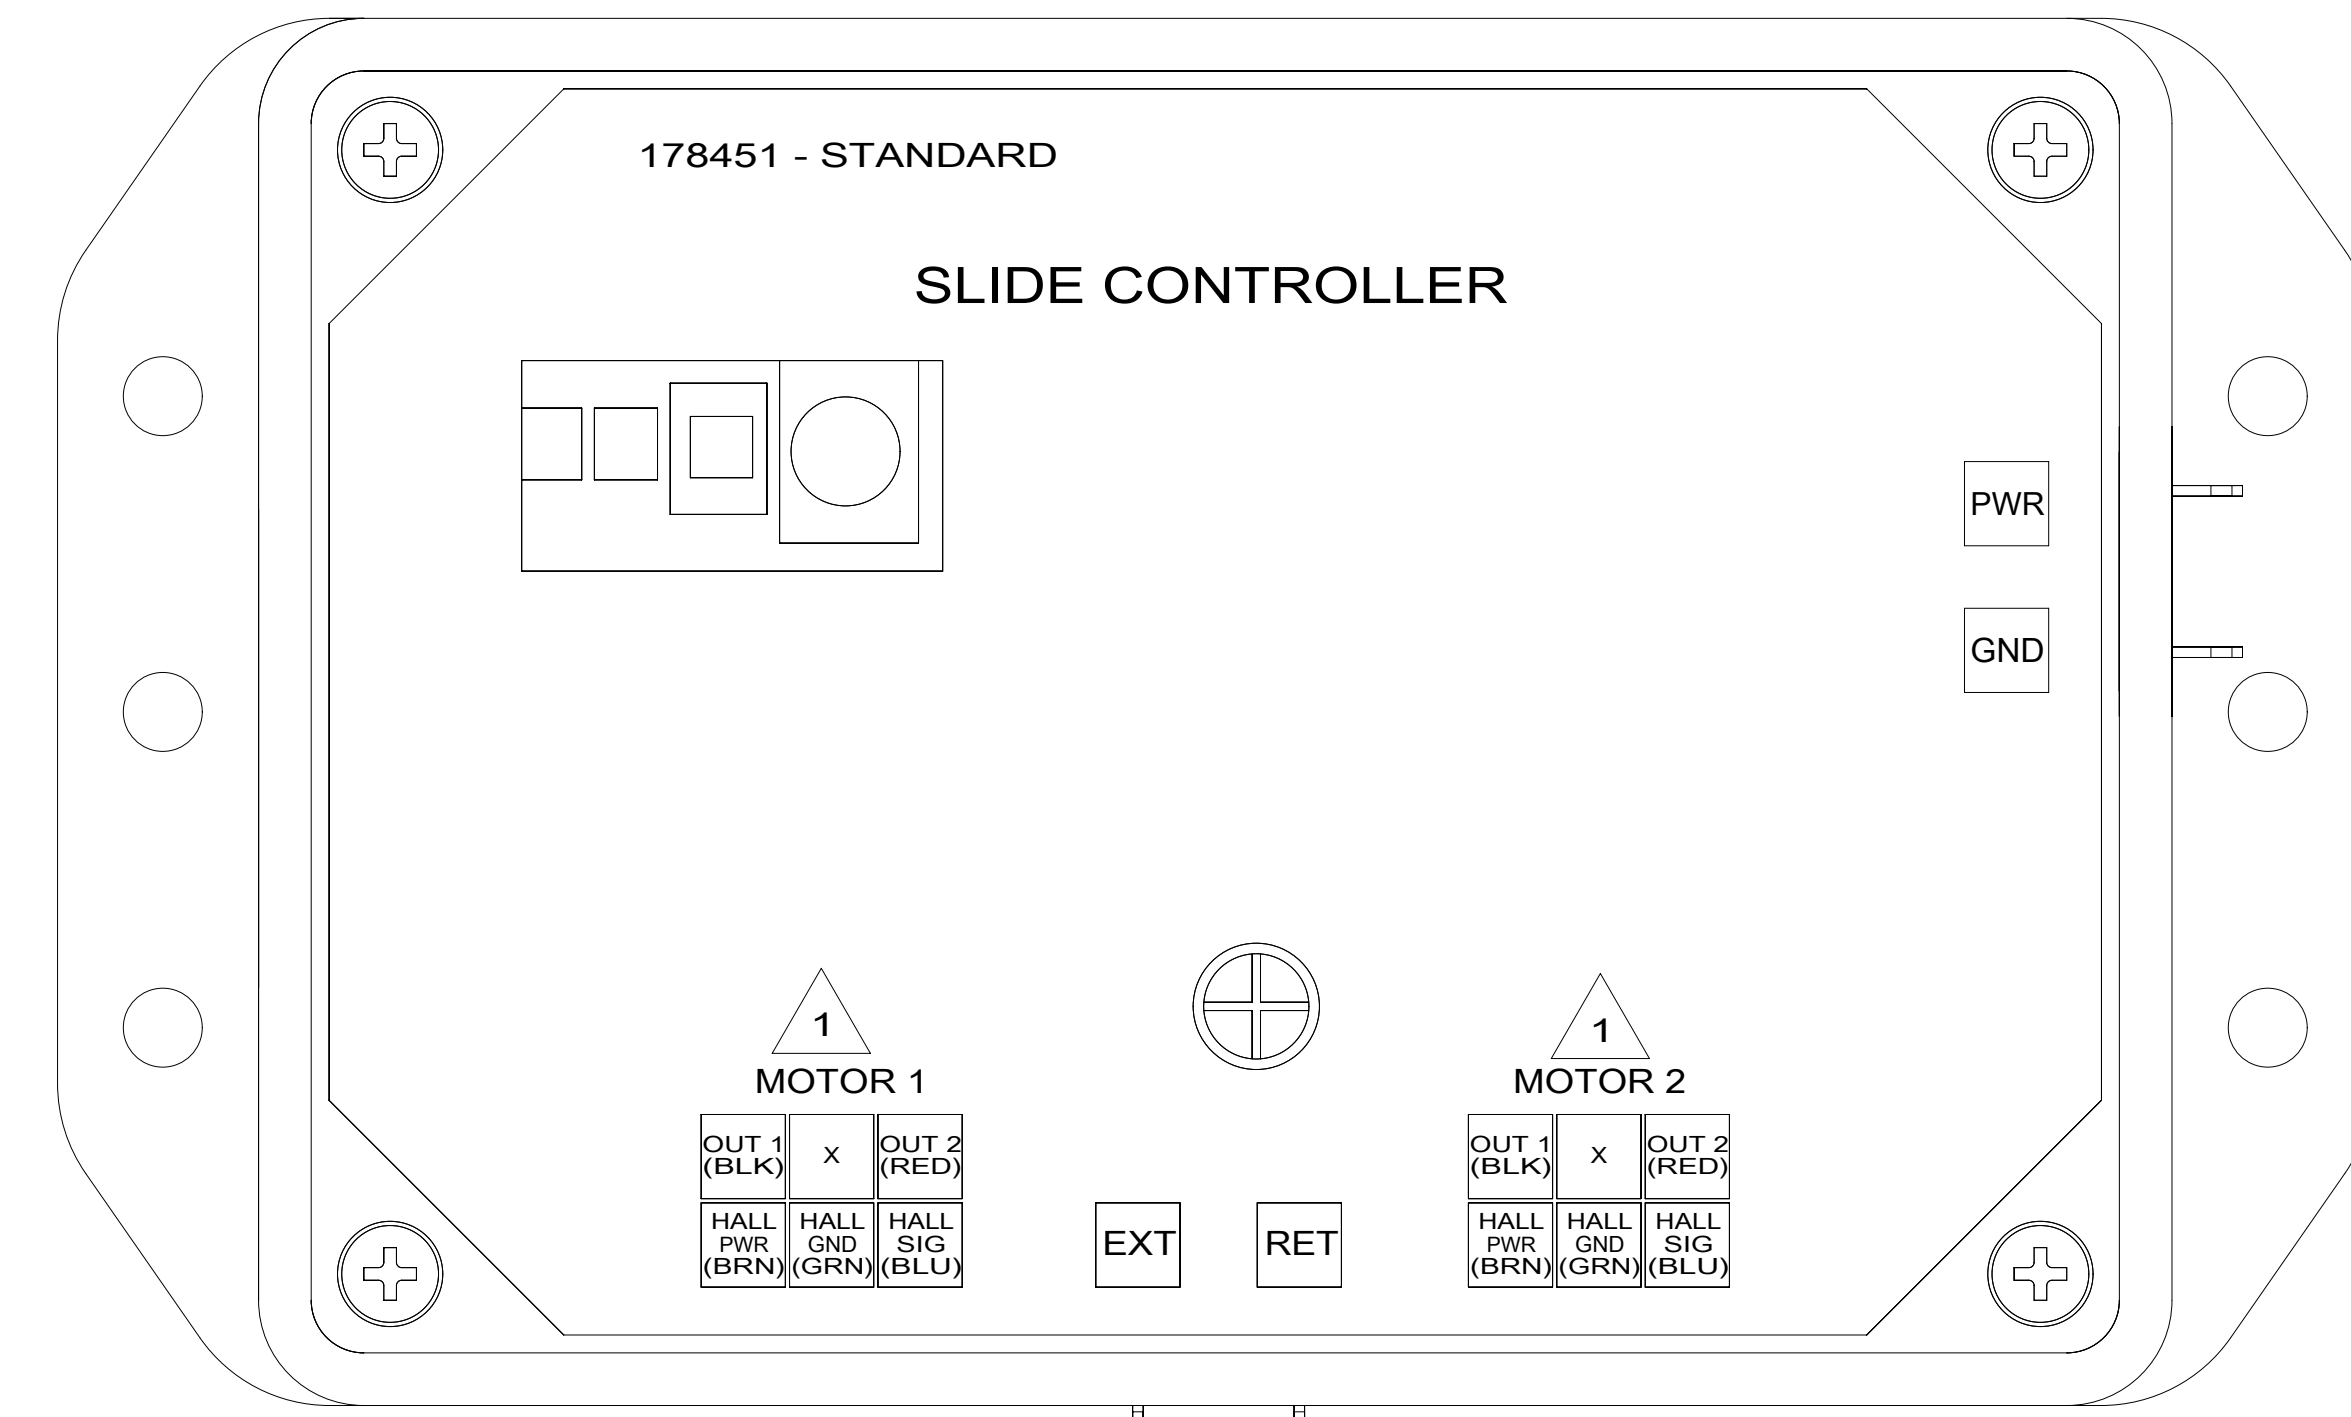 178451 - STANDARD
SLIDE CONTROLLER
PWR
GND
1
MOTOR 1
OUT 1
(BLK)
X
OUT 2
(RED)
HALL
PWR
(BRN)
HALL
GND
(GRN)
HALL
SIG
(BLU)
EXT
RET
1
MOTOR 2
OUT 1
(BLK)
X
OUT 2
(RED)
HALL
PWR
(BRN)
HALL
GND
(GRN)
HALL
SIG
(BLU)